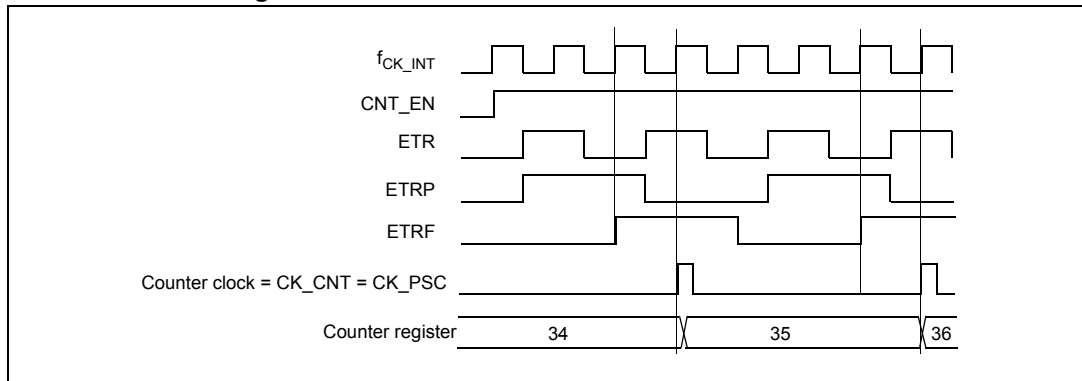 fCK_INT
CNT_EN
ETR
ETRP
ETRF
Counter clock = CK_CNT = CK_PSC
Counter register 34 35 36